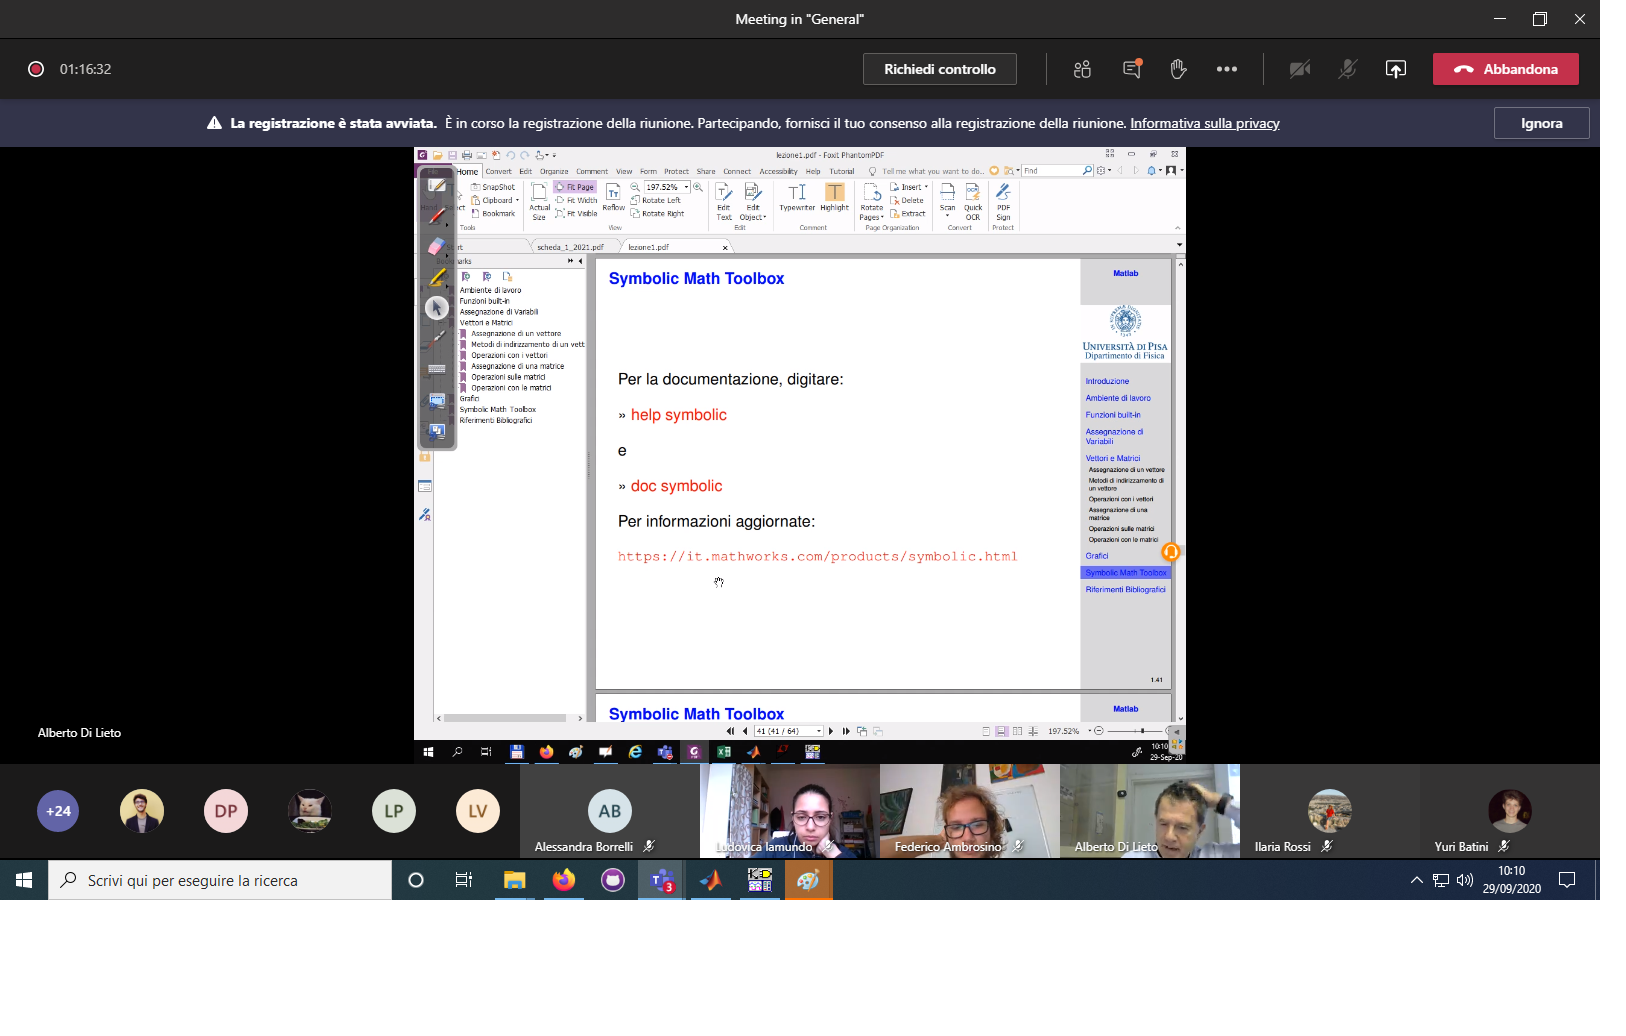 Meeting in "General"
01:16:32
Richiedi controllo
Abbandona
La registrazione è stata avviata. È in corso la registrazione della riunione. Partecipando, fornisci il tuo consenso alla registrazione della riunione. Informativa sulla privacy
Ignora
lezione1.pdf - Foxit PhantomPDF
Home Convert Edit Organize Comment View Form Protect Share Connect Accessibility Help Tutorial Tell me what you want to do.. Find
SnapShot
Clipboard
Bookmark
Tools
Actual Size
Fit Page
Fit Width
Fit Visible
Reflow
197.52%
Rotate Left
Rotate Right
View
Edit Text
Edit Object
Edit
Typewriter
Highlight
Comment
Rotate Pages
Insert
Delete
Extract
Page Organization
Scan
Quick OCR
Convert
PDF Sign
Protect
scheda_1_2021.pdf
lezione1.pdf
Ambiente di lavoro
Funzioni built-in
Assegnazione di Variabili
Vettori e Matrici
Assegnazione di un vettore
Metodi di indirizzamento di un vett
Operazioni con i vettori
Assegnazione di una matrice
Operazioni sulle matrici
Operazioni con le matrici
Grafici
Symbolic Math Toolbox
Riferimenti Bibliografici
Symbolic Math Toolbox
Per la documentazione, digitare:
» help symbolic
e
» doc symbolic
Per informazioni aggiornate:
https://it.mathworks.com/products/symbolic.html
Matlab
UNIVERSITÀ DI PISA
Dipartimento di Fisica
Introduzione
Ambiente di lavoro
Funzioni built-in
Assegnazione di
Variabili
Vettori e Matrici
Assegnazione di un vettore
Metodi di indirizzamento di
un vettore
Operazioni con i vettori
Assegnazione di una
matrice
Operazioni sulle matrici
Operazioni con le matrici
Grafici
Symbolic Math Toolbox
Riferimenti Bibliografici
1.41
Symbolic Math Toolbox
Matlab
41 (41 / 64)
197.52%
29-Sep-20
Alberto Di Lieto
+24
DP
LP
LV
AB
Alessandra Borrelli
Ludovica Iamundo
Federico Ambrosino
Alberto Di Lieto
Ilaria Rossi
Yuri Batini
Scrivi qui per eseguire la ricerca
3
10:10
29/09/2020